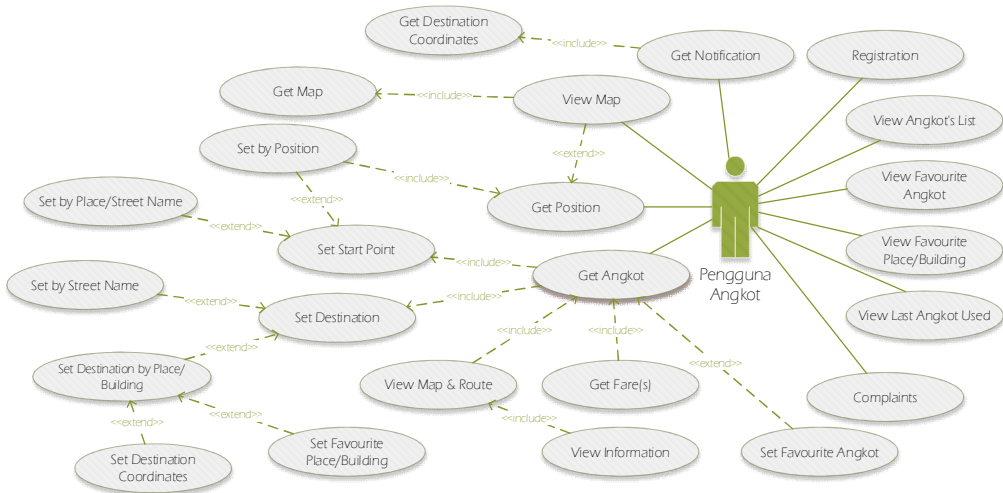 Get Destination
Coordinates
<<include>>
Get Notification
Registration
Get Map
<<include>>
View Map
View Angkot's List
Set by Position
<<extend>>
<<include>>
View Favourite
Angkot
Set by Place/Street Name
<<extend>>
Get Position
<<extend>>
Set Start Point
View Favourite
Place/Building
<<include>>
Get Angkot
Pengguna
Angkot
Set by Street Name
<<extend>>
<<include>>
Set Destination
View Last Angkot Used
<<include>>
<<include>>
<<extend>>
Set Destination by Place/
Building
<<extend>>
View Map & Route
Get Fare(s)
Complaints
<<extend>>
<<extend>>
<<include>>
Set Favourite
Place/Building
View Information
Set Favourite Angkot
Set Destination
Coordinates